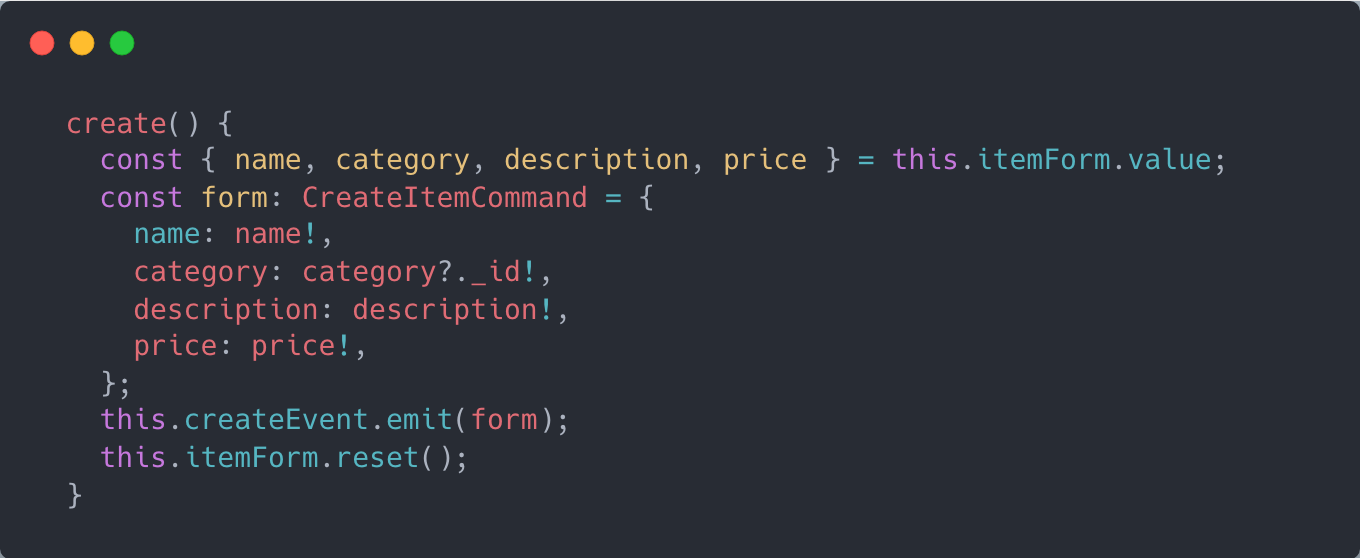 create() {
  const { name, category, description, price } = this.itemForm.value;
  const form: CreateItemCommand = {
    name: name!,
    category: category?._id!,
    description: description!,
    price: price!,
  };
  this.createEvent.emit(form);
  this.itemForm.reset();
}